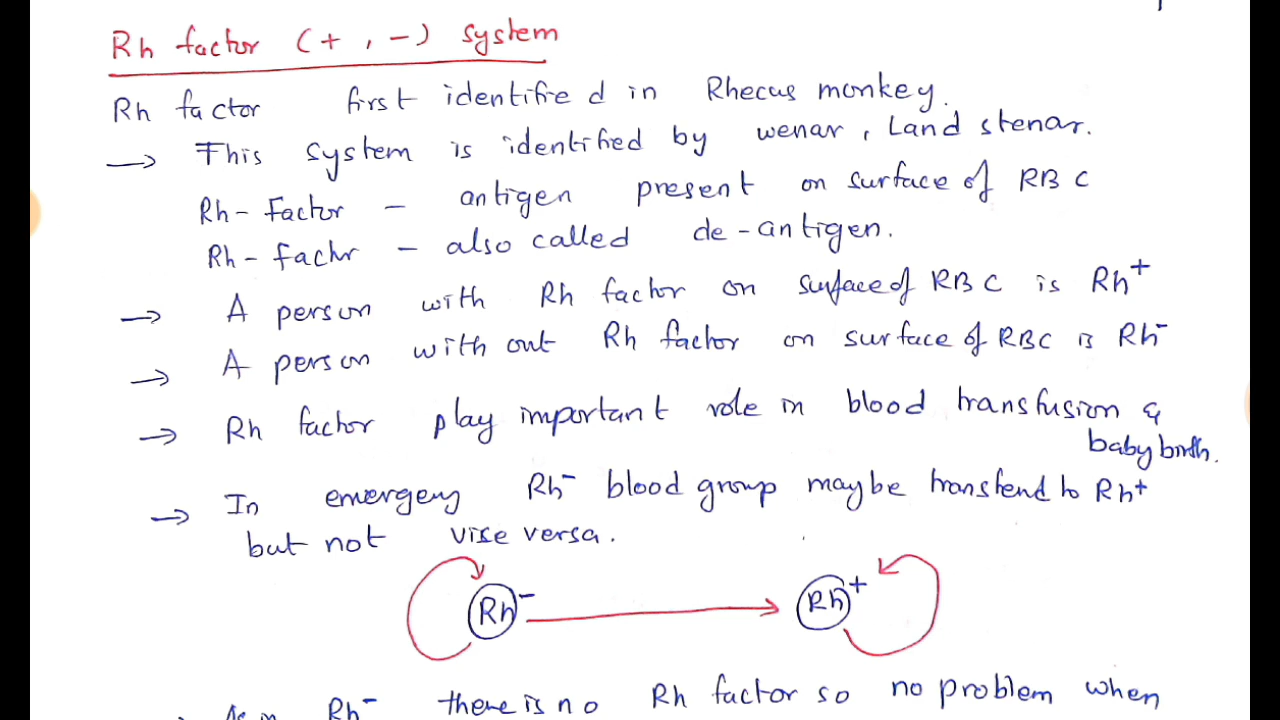 Rh factor (+, -) system
Rh factor first identified in Rhecus monkey.
→ This system is identified by wenar, Land stenar.
Rh-Factor - antigen present on surface of RBC
Rh-factor - also called de-antigen.
→ A person with Rh factor on surface of RBC is Rh⁺
→ A person with out Rh factor on surface of RBC is Rh⁻
→ Rh factor play important role in blood transfusion &
baby birth.
→ In emergency Rh⁻ blood group maybe transfend to Rh⁺
but not vise versa.
Rh⁻ → Rh⁺
Rh⁻ there is no Rh factor so no problem when